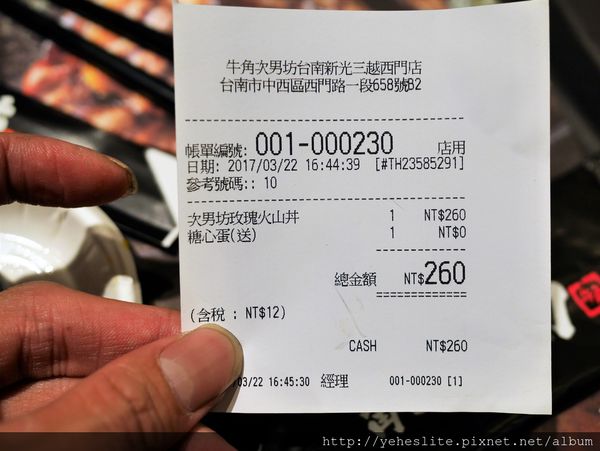 牛角次男坊台南新光三越西門店
台南市中西區西門路一段658號B2
帳單編號: 001-000230 店用
日期: 2017/03/22 16:44:39 [#TH23585291]
參考號碼:: 10
次男坊玫瑰火山丼 1 NT$260
糖心蛋(送) 1 NT$0
總金額 NT$260
(含稅 : NT$12)
CASH NT$260
/03/22 16:45:30 經理 001-000230 [1]
http://yeheslite.pixnet.net/album